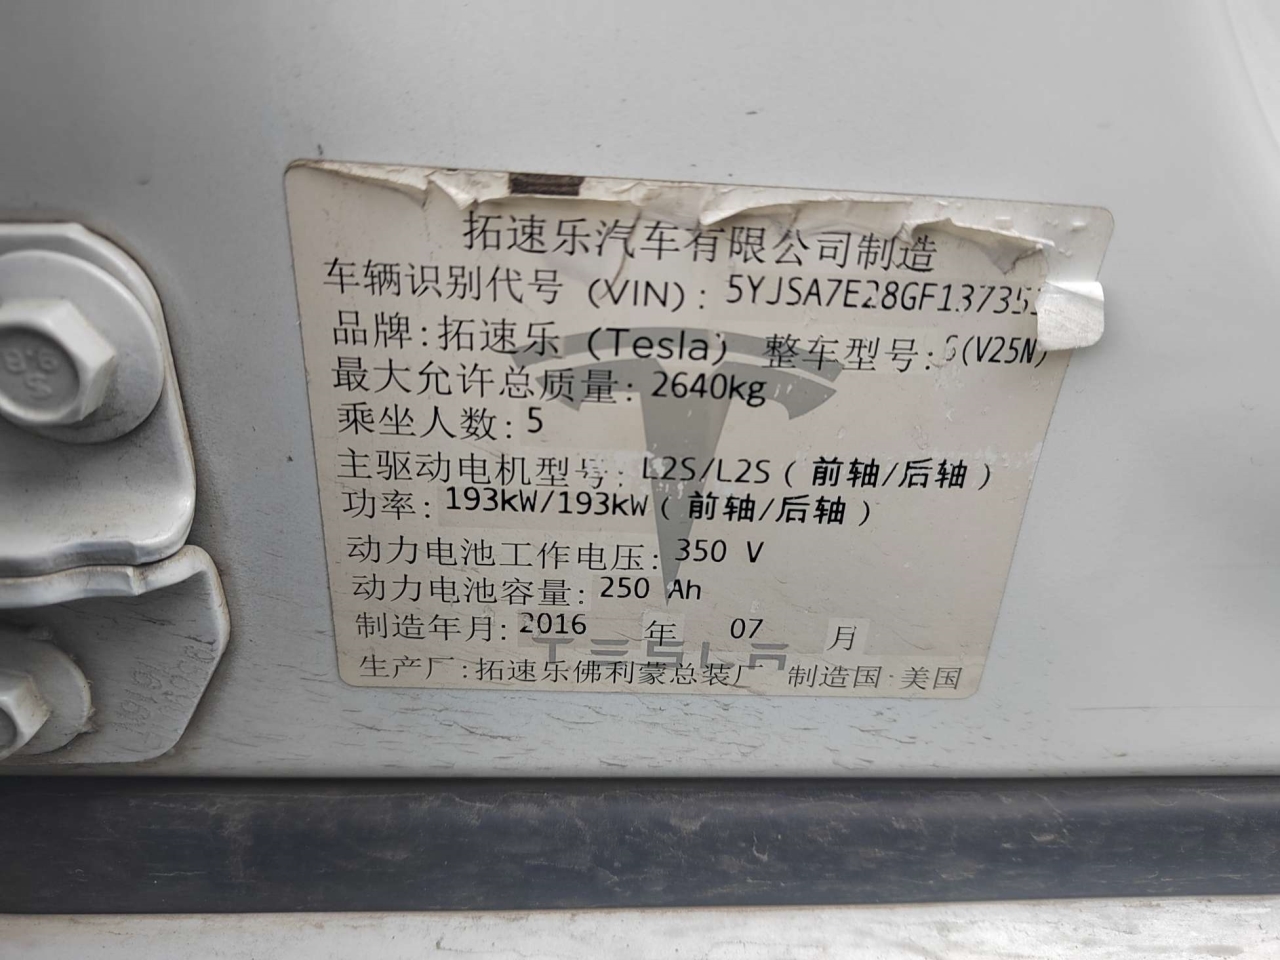 拓速乐汽车有限公司制造
车辆识别代号 (VIN): 5YJSA7E28GF13735
品牌: 拓速乐 (Tesla) 整车型号: S(V25N)
最大允许总质量: 2640kg
乘坐人数: 5
主驱动电机型号: L2S/L2S ( 前轴/后轴 )
功率: 193kW/193kW ( 前轴/后轴 )
动力电池工作电压: 350 V
动力电池容量: 250 Ah
制造年月: 2016 年 07 月
TESLA
生产厂: 拓速乐佛利蒙总装厂 制造国: 美国
8.6
S